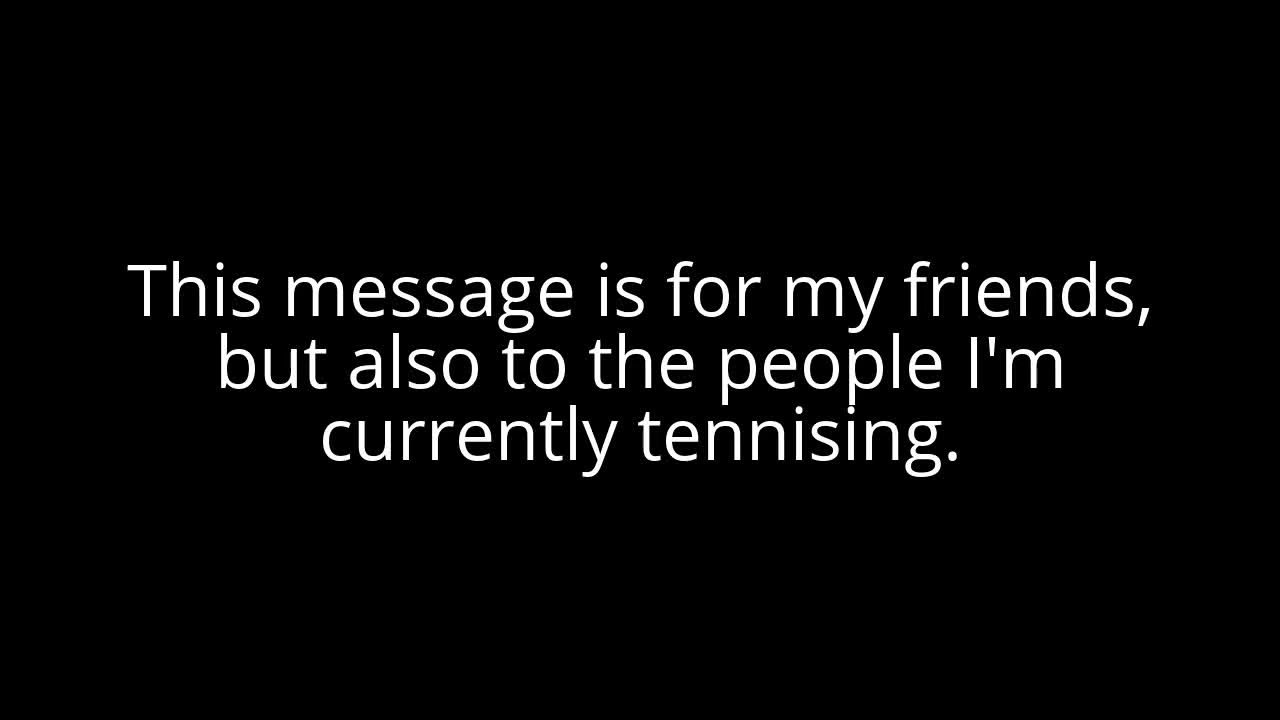 This message is for my friends,
but also to the people I'm
currently tennising.